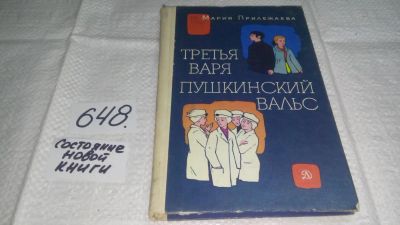 Мария Прилежаева
ТРЕТЬЯ
ВАРЯ
ПУШКИНСКИЙ
ВАЛЬС
Д
648.
Состояние
новой
книги